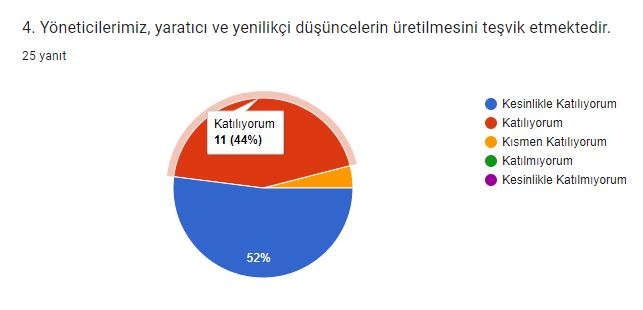 4. Yöneticilerimiz, yaratıcı ve yenilikçi düşüncelerin üretilmesini teşvik etmektedir.
25 yanıt
Katılıyorum
11 (44%)
52%
Kesinlikle Katılıyorum
Katılıyorum
Kısmen Katılıyorum
Katılmıyorum
Kesinlikle Katılmıyorum